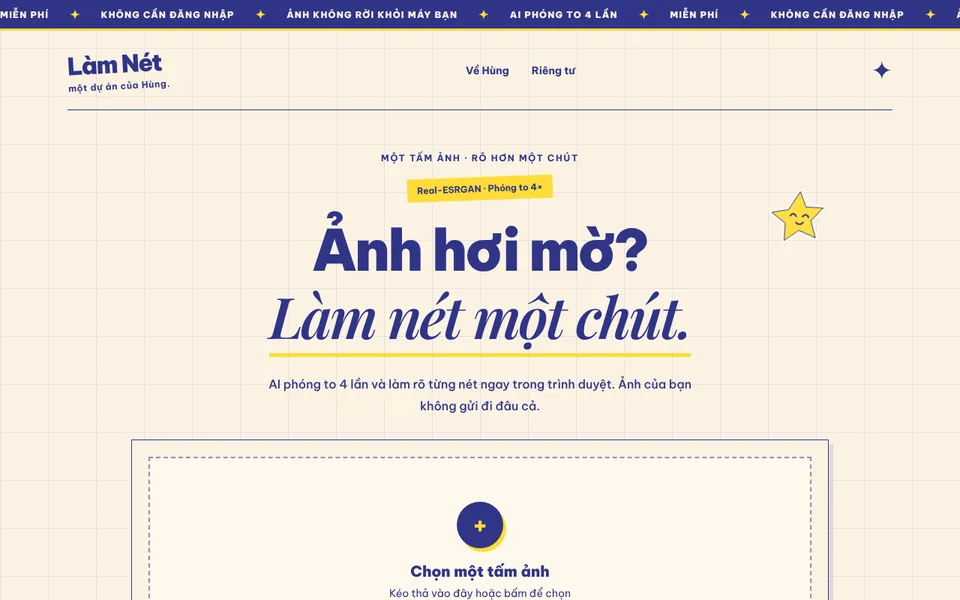 MIỄN PHÍ ✦ KHÔNG CẦN ĐĂNG NHẬP ✦ ẢNH KHÔNG RỜI KHỎI MÁY BẠN ✦ AI PHÓNG TO 4 LẦN ✦ MIỄN PHÍ ✦ KHÔNG CẦN ĐĂNG NHẬP ✦
Làm Nét
một dự án của Hùng.
Về Hùng Riêng tư
MỘT TẤM ẢNH · RÕ HƠN MỘT CHÚT
Real-ESRGAN · Phóng to 4×
Ảnh hơi mờ?
Làm nét một chút.
AI phóng to 4 lần và làm rõ từng nét ngay trong trình duyệt. Ảnh của bạn
không gửi đi đâu cả.
+
Chọn một tấm ảnh
Kéo thả vào đây hoặc bấm để chọn